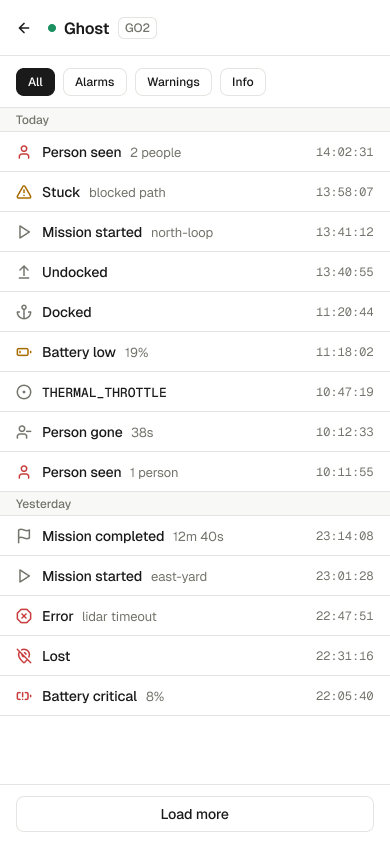 Ghost GO2
All Alarms Warnings Info
Today
Person seen 2 people 14:02:31
Stuck blocked path 13:58:07
Mission started north-loop 13:41:12
Undocked 13:40:55
Docked 11:20:44
Battery low 19% 11:18:02
THERMAL_THROTTLE 10:47:19
Person gone 38s 10:12:33
Person seen 1 person 10:11:55
Yesterday
Mission completed 12m 40s 23:14:08
Mission started east-yard 23:01:28
Error lidar timeout 22:47:51
Lost 22:31:16
Battery critical 8% 22:05:40
Load more